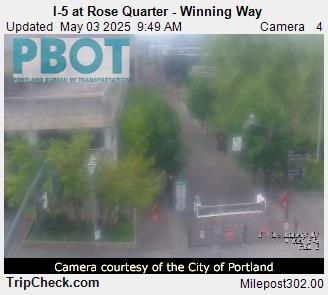 I-5 at Rose Quarter - Winning Way
Updated May 03 2025 9:49 AM Camera 4
PBOT
PORTLAND BUREAU OF TRANSPORTATION
Camera courtesy of the City of Portland
TripCheck.com Milepost302.00